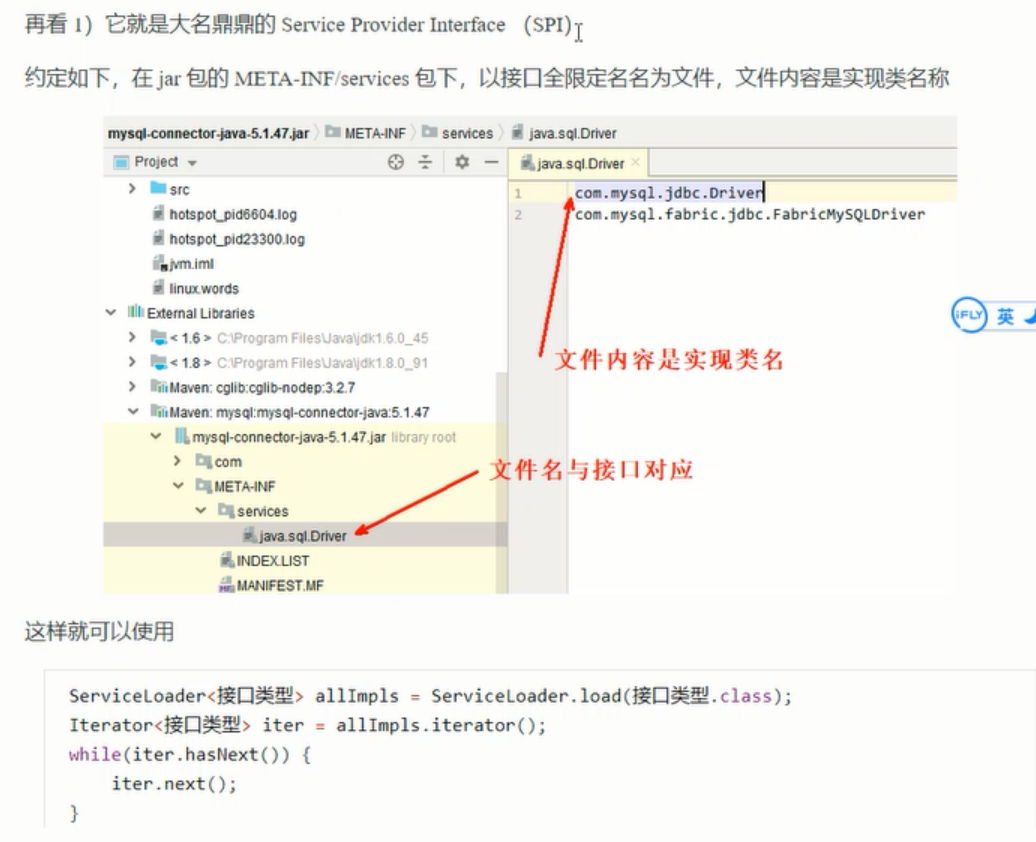 再看 1）它就是大名鼎鼎的 Service Provider Interface （SPI）
约定如下，在 jar 包的 META-INF/services 包下，以接口全限定名名为文件，文件内容是实现类名称
mysql-connector-java-5.1.47.jar META-INF services java.sql.Driver
Project
java.sql.Driver
src
hotspot_pid6604.log
hotspot_pid23300.log
jvm.iml
linux.words
External Libraries
< 1.6 > C:\Program Files\Java\jdk1.6.0_45
< 1.8 > C:\Program Files\Java\jdk1.8.0_91
Maven: cglib:cglib-nodep:3.2.7
Maven: mysql:mysql-connector-java:5.1.47
mysql-connector-java-5.1.47.jar library root
com
META-INF
services
java.sql.Driver
INDEX.LIST
MANIFEST.MF
1 com.mysql.jdbc.Driver
2 com.mysql.fabric.jdbc.FabricMySQLDriver
文件内容是实现类名
文件名与接口对应
iFLY 英
这样就可以使用
ServiceLoader<接口类型> allImpls = ServiceLoader.load(接口类型.class);
Iterator<接口类型> iter = allImpls.iterator();
while(iter.hasNext()) {
iter.next();
}